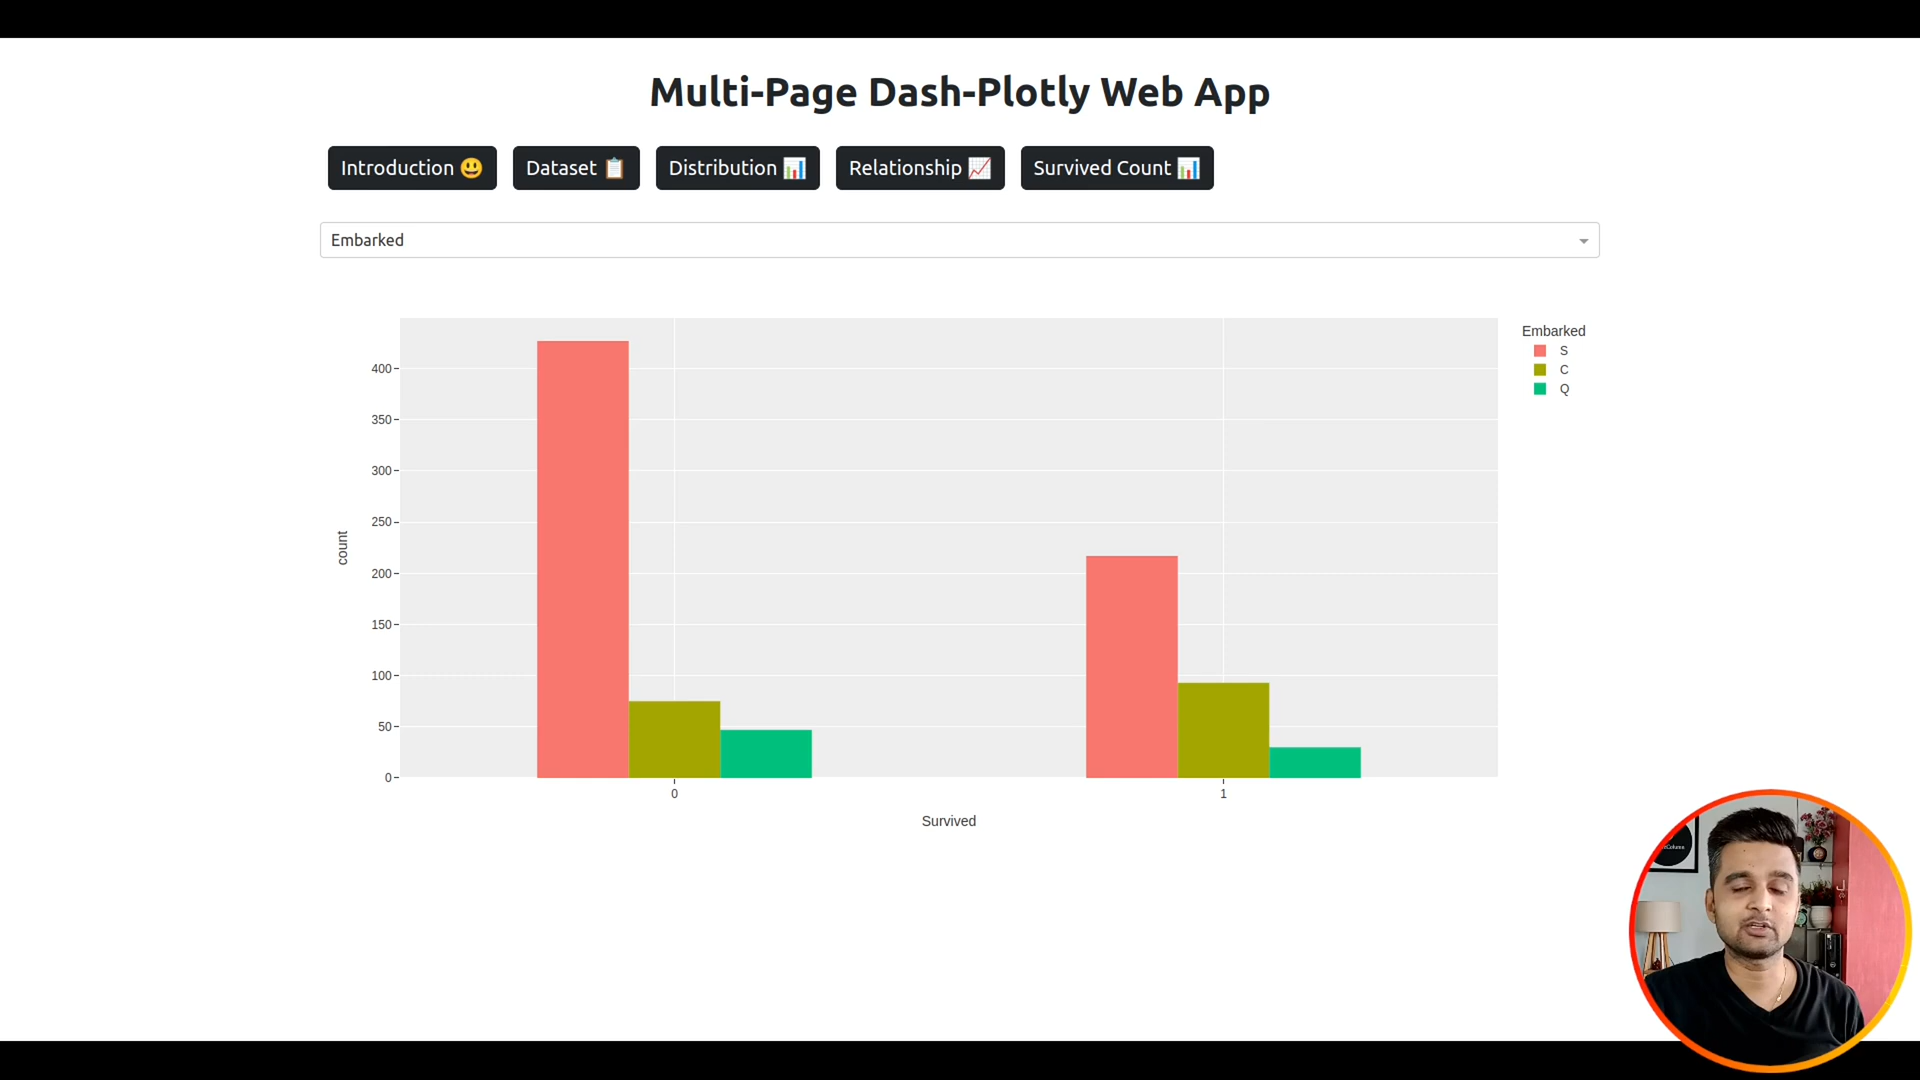 Multi-Page Dash-Plotly Web App
Introduction 😃 Dataset 📋 Distribution 📊 Relationship 📈 Survived Count 📊
Embarked
Embarked
S
C
Q
400
350
300
250
200
150
100
50
0
count
0 1
Survived